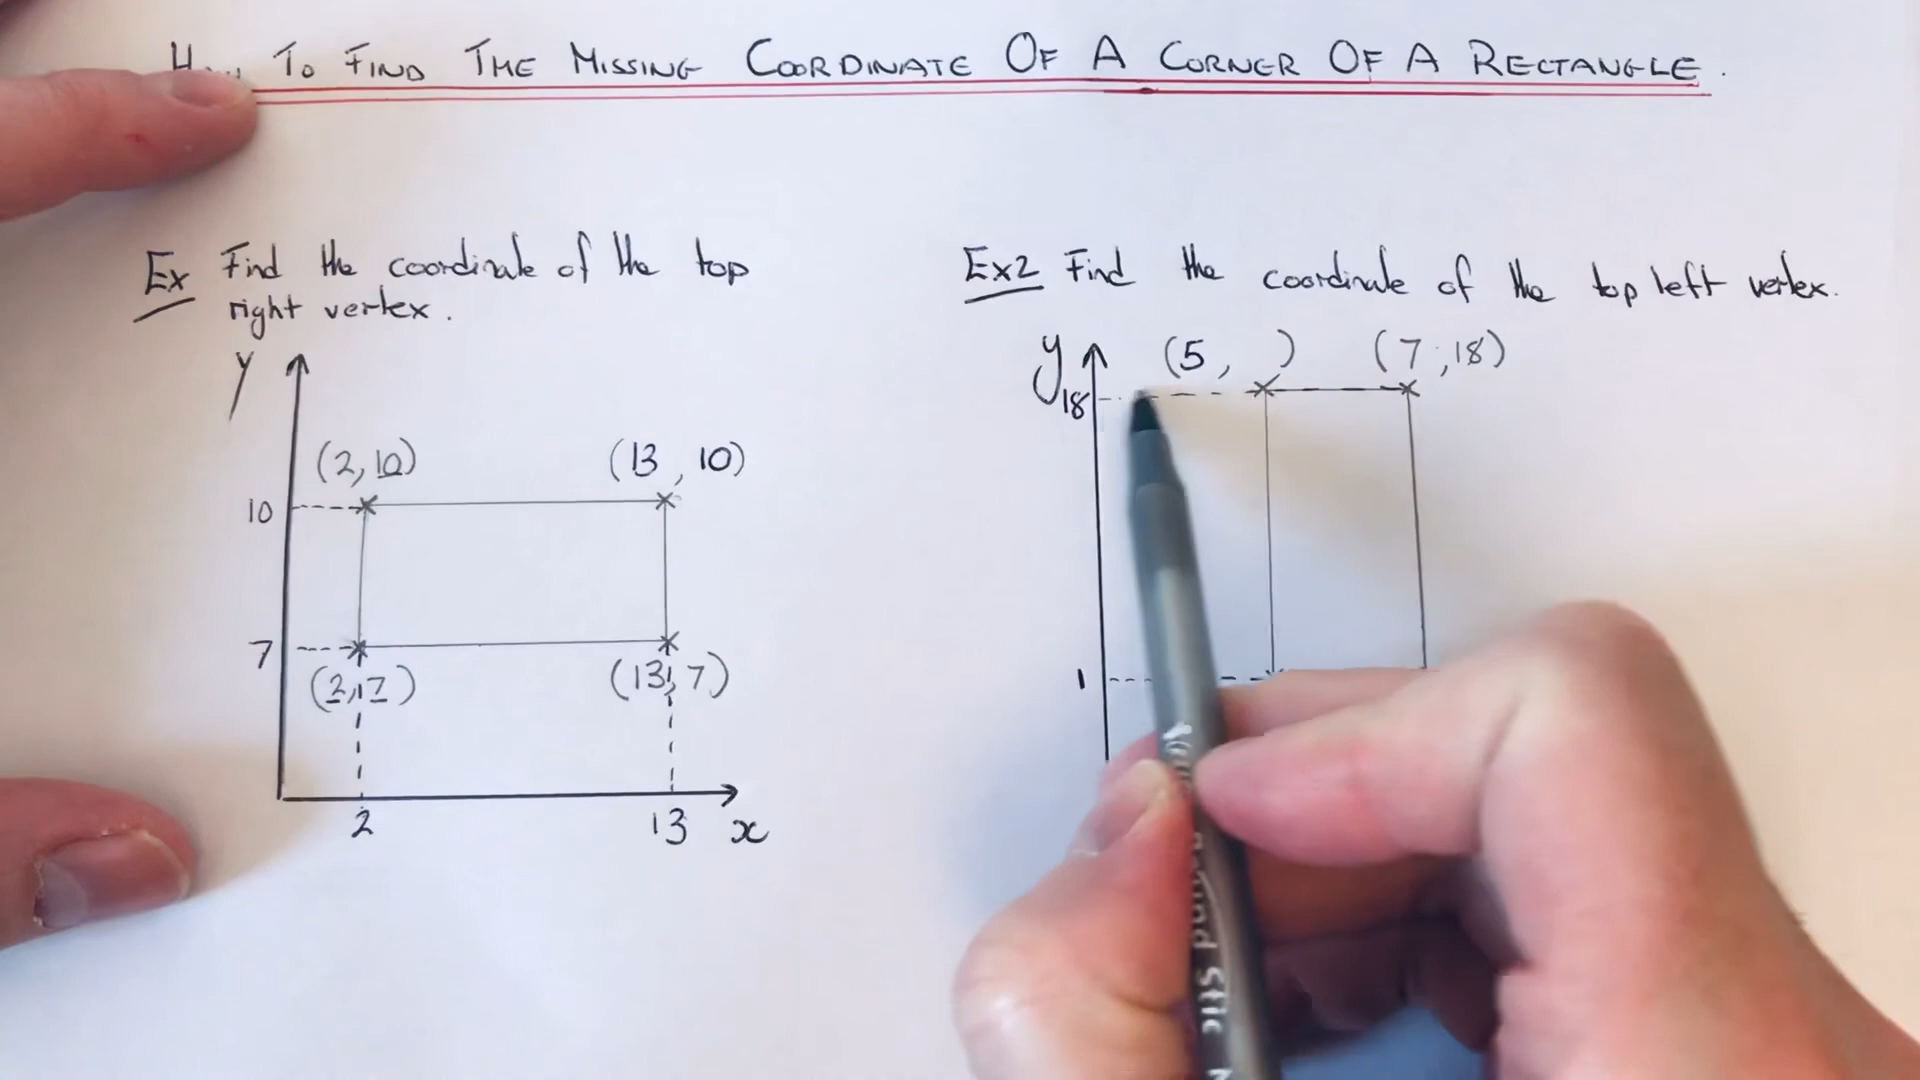 How To Find The Missing Coordinate Of A Corner Of A Rectangle.
Ex Find the coordinate of the top
right vertex.
y
(2,10) (13, 10)
10
7
(2,7) (13,7)
2 13 x
Ex2 Find the coordinate of the top left vertex.
y (5, ) (7,18)
18
1
Stic